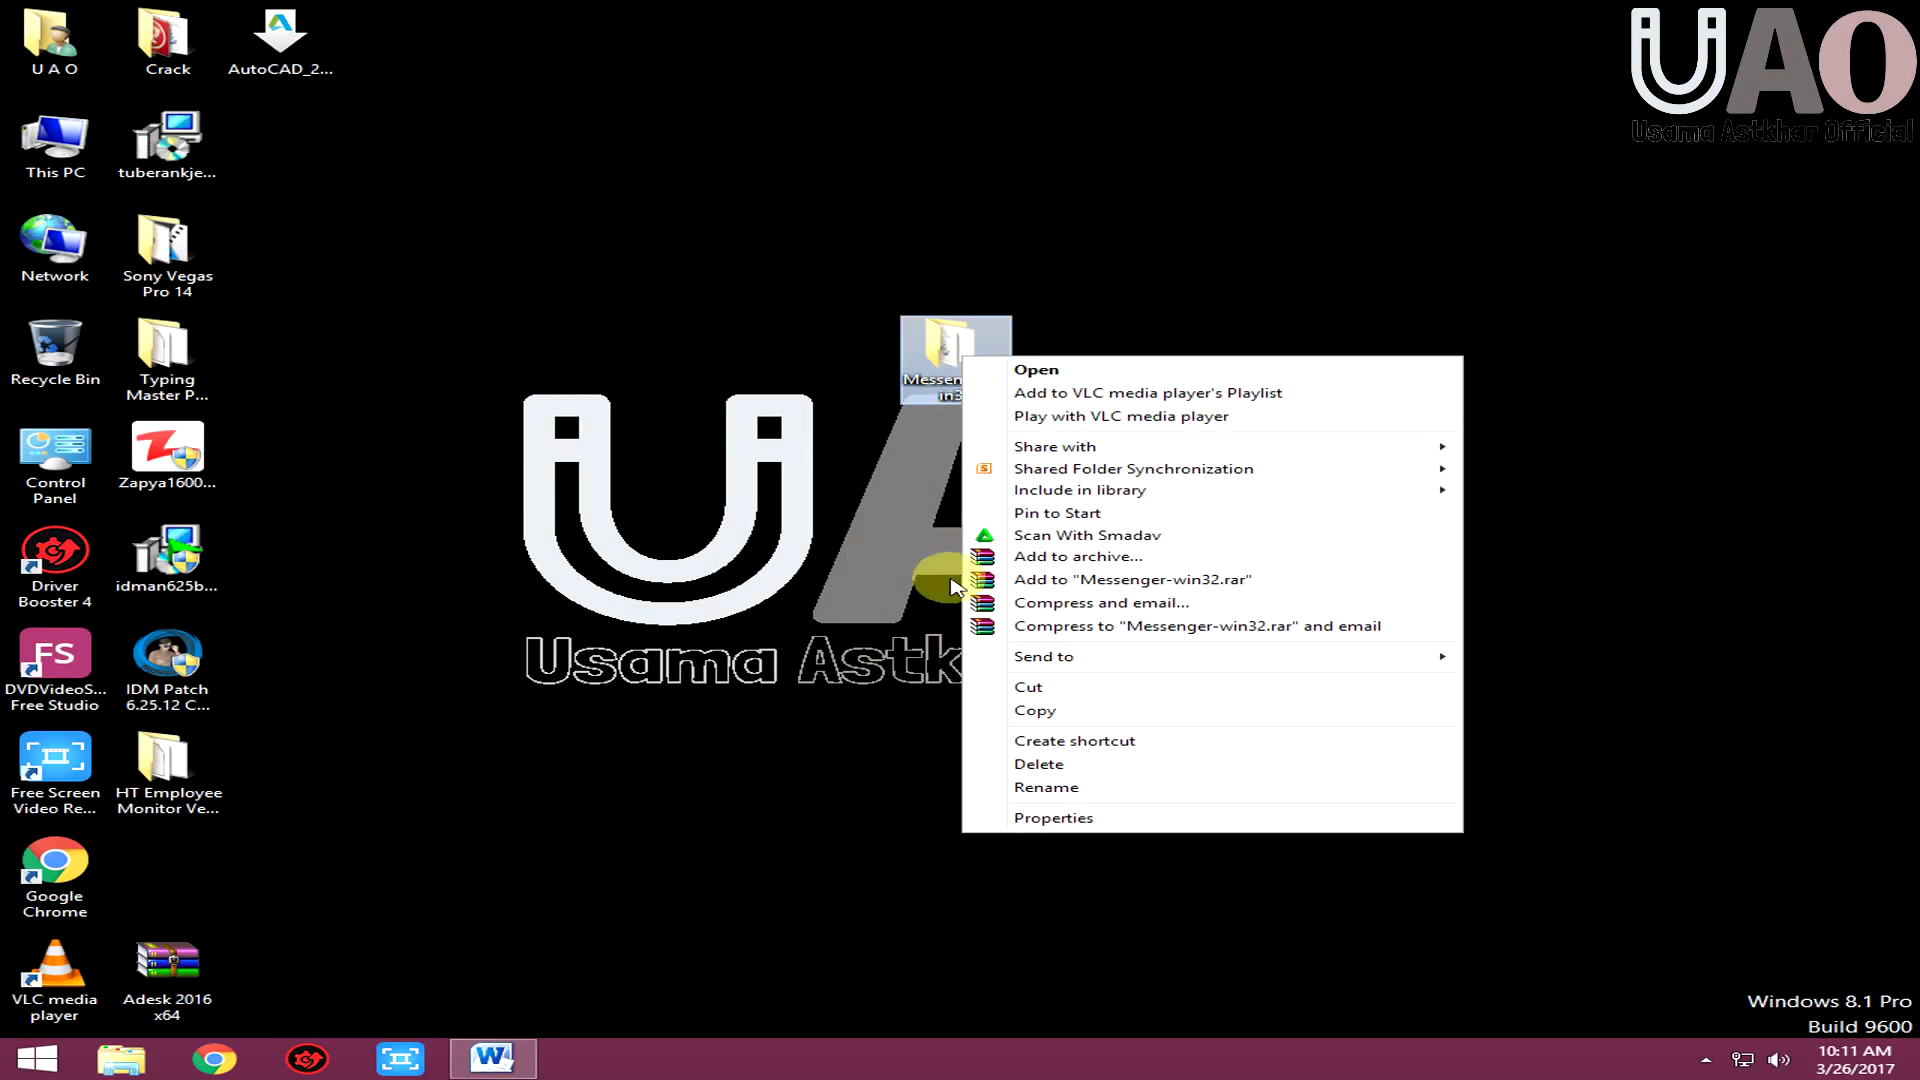 U A O
Crack
AutoCAD_2...
This PC
tuberankje...
Network
Sony Vegas
Pro 14
Recycle Bin
Typing
Master P...
Control
Panel
Zapya1600...
Driver
Booster 4
idman625b...
FS
DVDVideoS...
Free Studio
IDM Patch
6.25.12 C...
Free Screen
Video Re...
HT Employee
Monitor Ve...
Google
Chrome
VLC media
player
Adesk 2016
x64
UAO
Usama Astkhar Official
Messen
in3
UA
Usama Astk
Open
Add to VLC media player's Playlist
Play with VLC media player
Share with
S
Shared Folder Synchronization
Include in library
Pin to Start
Scan With Smadav
Add to archive...
Add to "Messenger-win32.rar"
Compress and email...
Compress to "Messenger-win32.rar" and email
Send to
Cut
Copy
Create shortcut
Delete
Rename
Properties
Windows 8.1 Pro
Build 9600
W
10:11 AM
3/26/2017